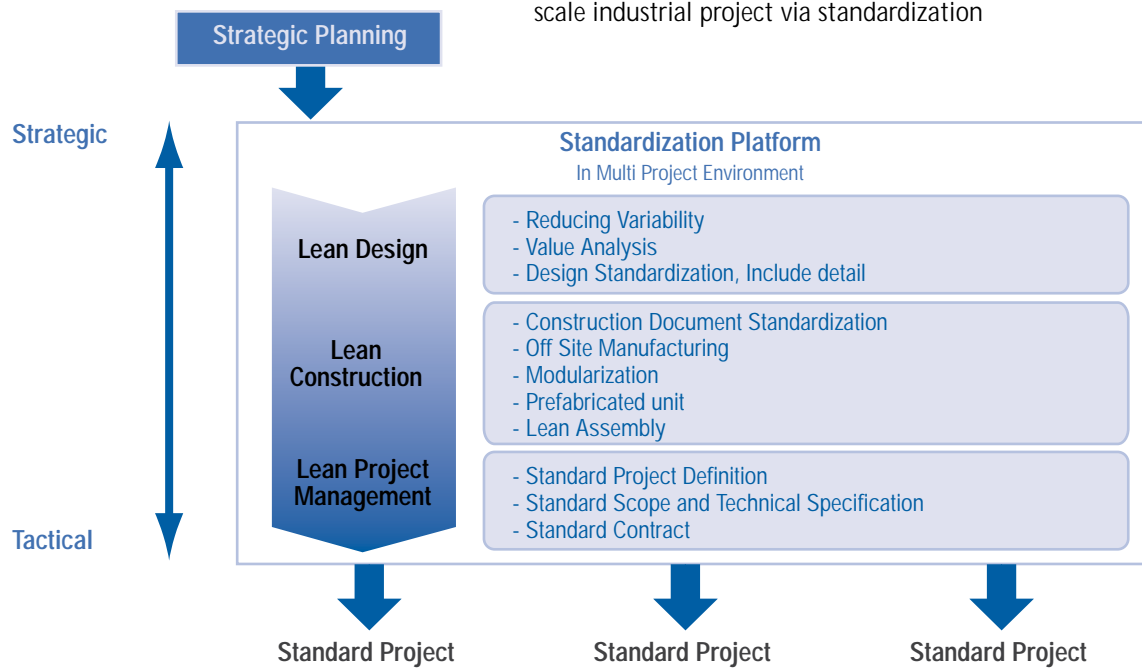 scale industrial project via standardization
Strategic Planning
Strategic
Standardization Platform
In Multi Project Environment
Lean Design
- Reducing Variability
- Value Analysis
- Design Standardization, Include detail
Lean
Construction
- Construction Document Standardization
- Off Site Manufacturing
- Modularization
- Prefabricated unit
- Lean Assembly
Lean Project
Management
- Standard Project Definition
- Standard Scope and Technical Specification
- Standard Contract
Tactical
Standard Project
Standard Project
Standard Project